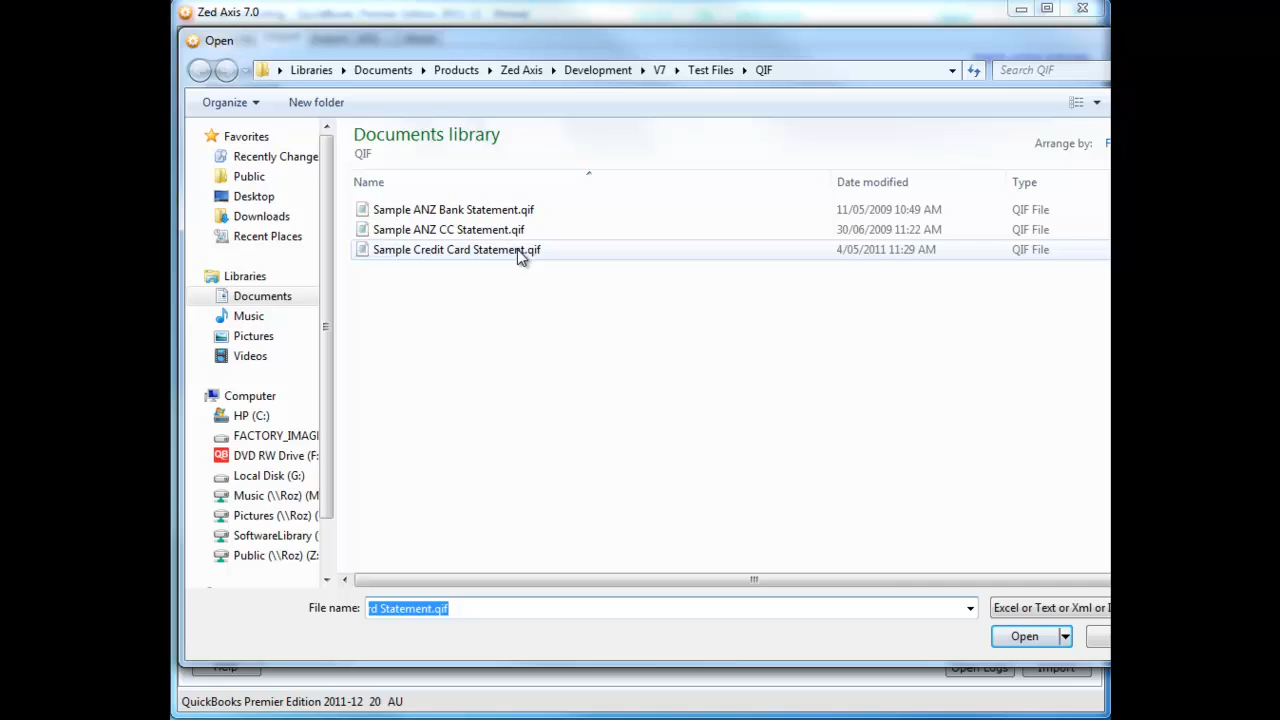 Zed Axis 7.0
Open
Libraries Documents Products Zed Axis Development V7 Test Files QIF
Search QIF
Organize New folder
Documents library
QIF
Arrange by: F
Name Date modified Type
Sample ANZ Bank Statement.qif 11/05/2009 10:49 AM QIF File
Sample ANZ CC Statement.qif 30/06/2009 11:22 AM QIF File
Sample Credit Card Statement.qif 4/05/2011 11:29 AM QIF File
Favorites
Recently Change
Public
Desktop
Downloads
Recent Places
Libraries
Documents
Music
Pictures
Videos
Computer
HP (C:)
FACTORY_IMAG
DVD RW Drive (F:
Local Disk (G:)
Music (\\Roz) (M
Pictures (\\Roz) (
SoftwareLibrary (
Public (\\Roz) (Z:
File name: rd Statement.qif
Excel or Text or Xml or I
Open
Help Open Logs Import
QuickBooks Premier Edition 2011-12 20 AU